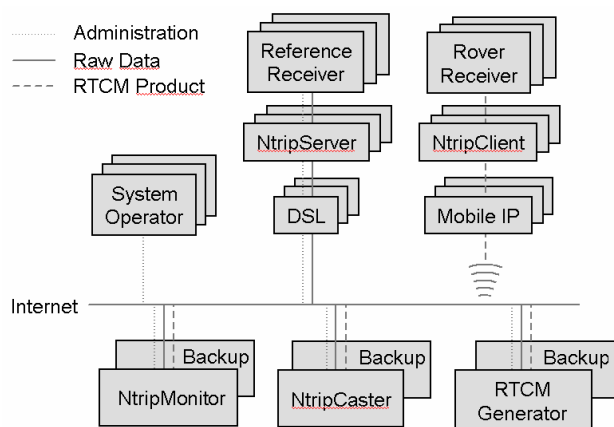 Administration
Raw Data
RTCM Product
Reference
Receiver
Rover
Receiver
NtripServer
NtripClient
System
Operator
DSL
Mobile IP
Internet
Backup
NtripMonitor
Backup
NtripCaster
Backup
RTCM
Generator